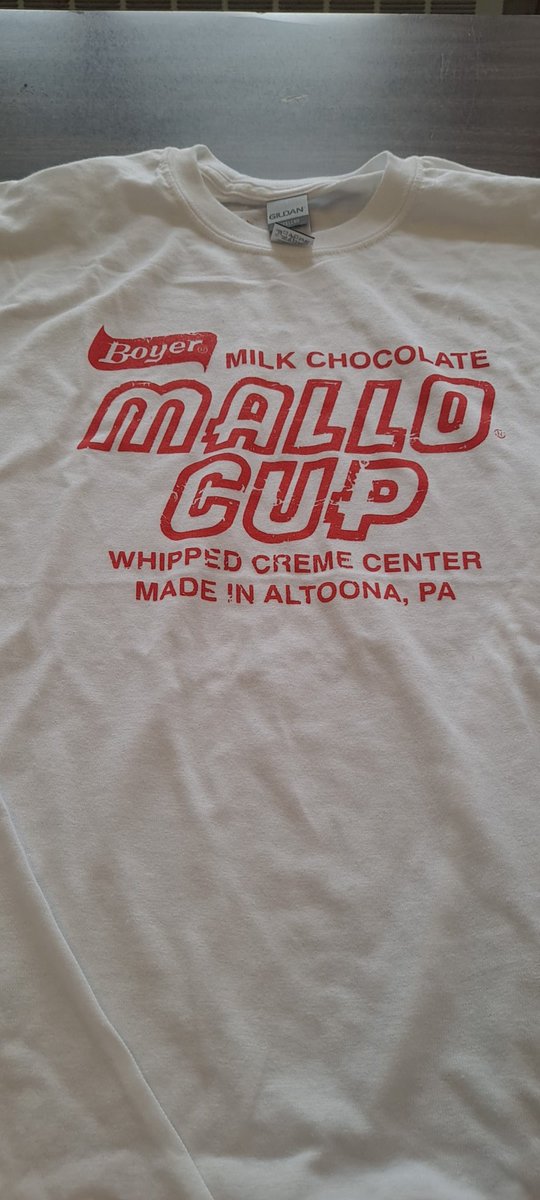 GILDAN
Boyer® MILK CHOCOLATE
MALLO®
CUP
WHIPPED CREME CENTER
MADE IN ALTOONA, PA